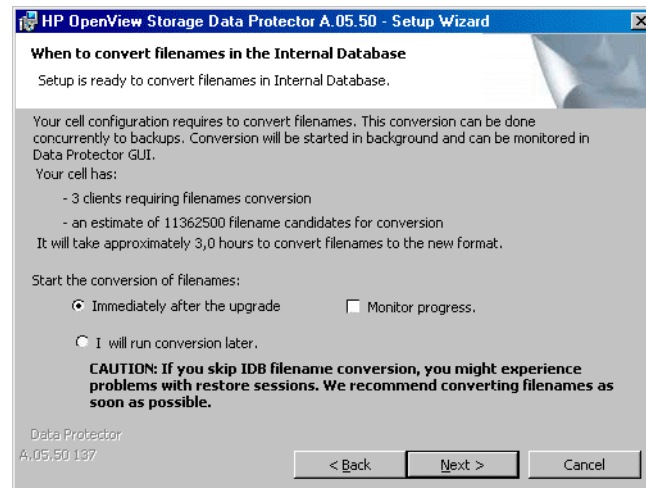 HP OpenView Storage Data Protector A.05.50 - Setup Wizard
When to convert filenames in the Internal Database
Setup is ready to convert filenames in Internal Database.
Your cell configuration requires to convert filenames. This conversion can be done
concurrently to backups. Conversion will be started in background and can be monitored in
Data Protector GUI.
Your cell has:
- 3 clients requiring filenames conversion
- an estimate of 11362500 filename candidates for conversion
It will take approximately 3,0 hours to convert filenames to the new format.
Start the conversion of filenames:
Immediately after the upgrade Monitor progress.
I will run conversion later.
CAUTION: If you skip IDB filename conversion, you might experience
problems with restore sessions. We recommend converting filenames as
soon as possible.
Data Protector
A.05.50 137
< Back Next > Cancel